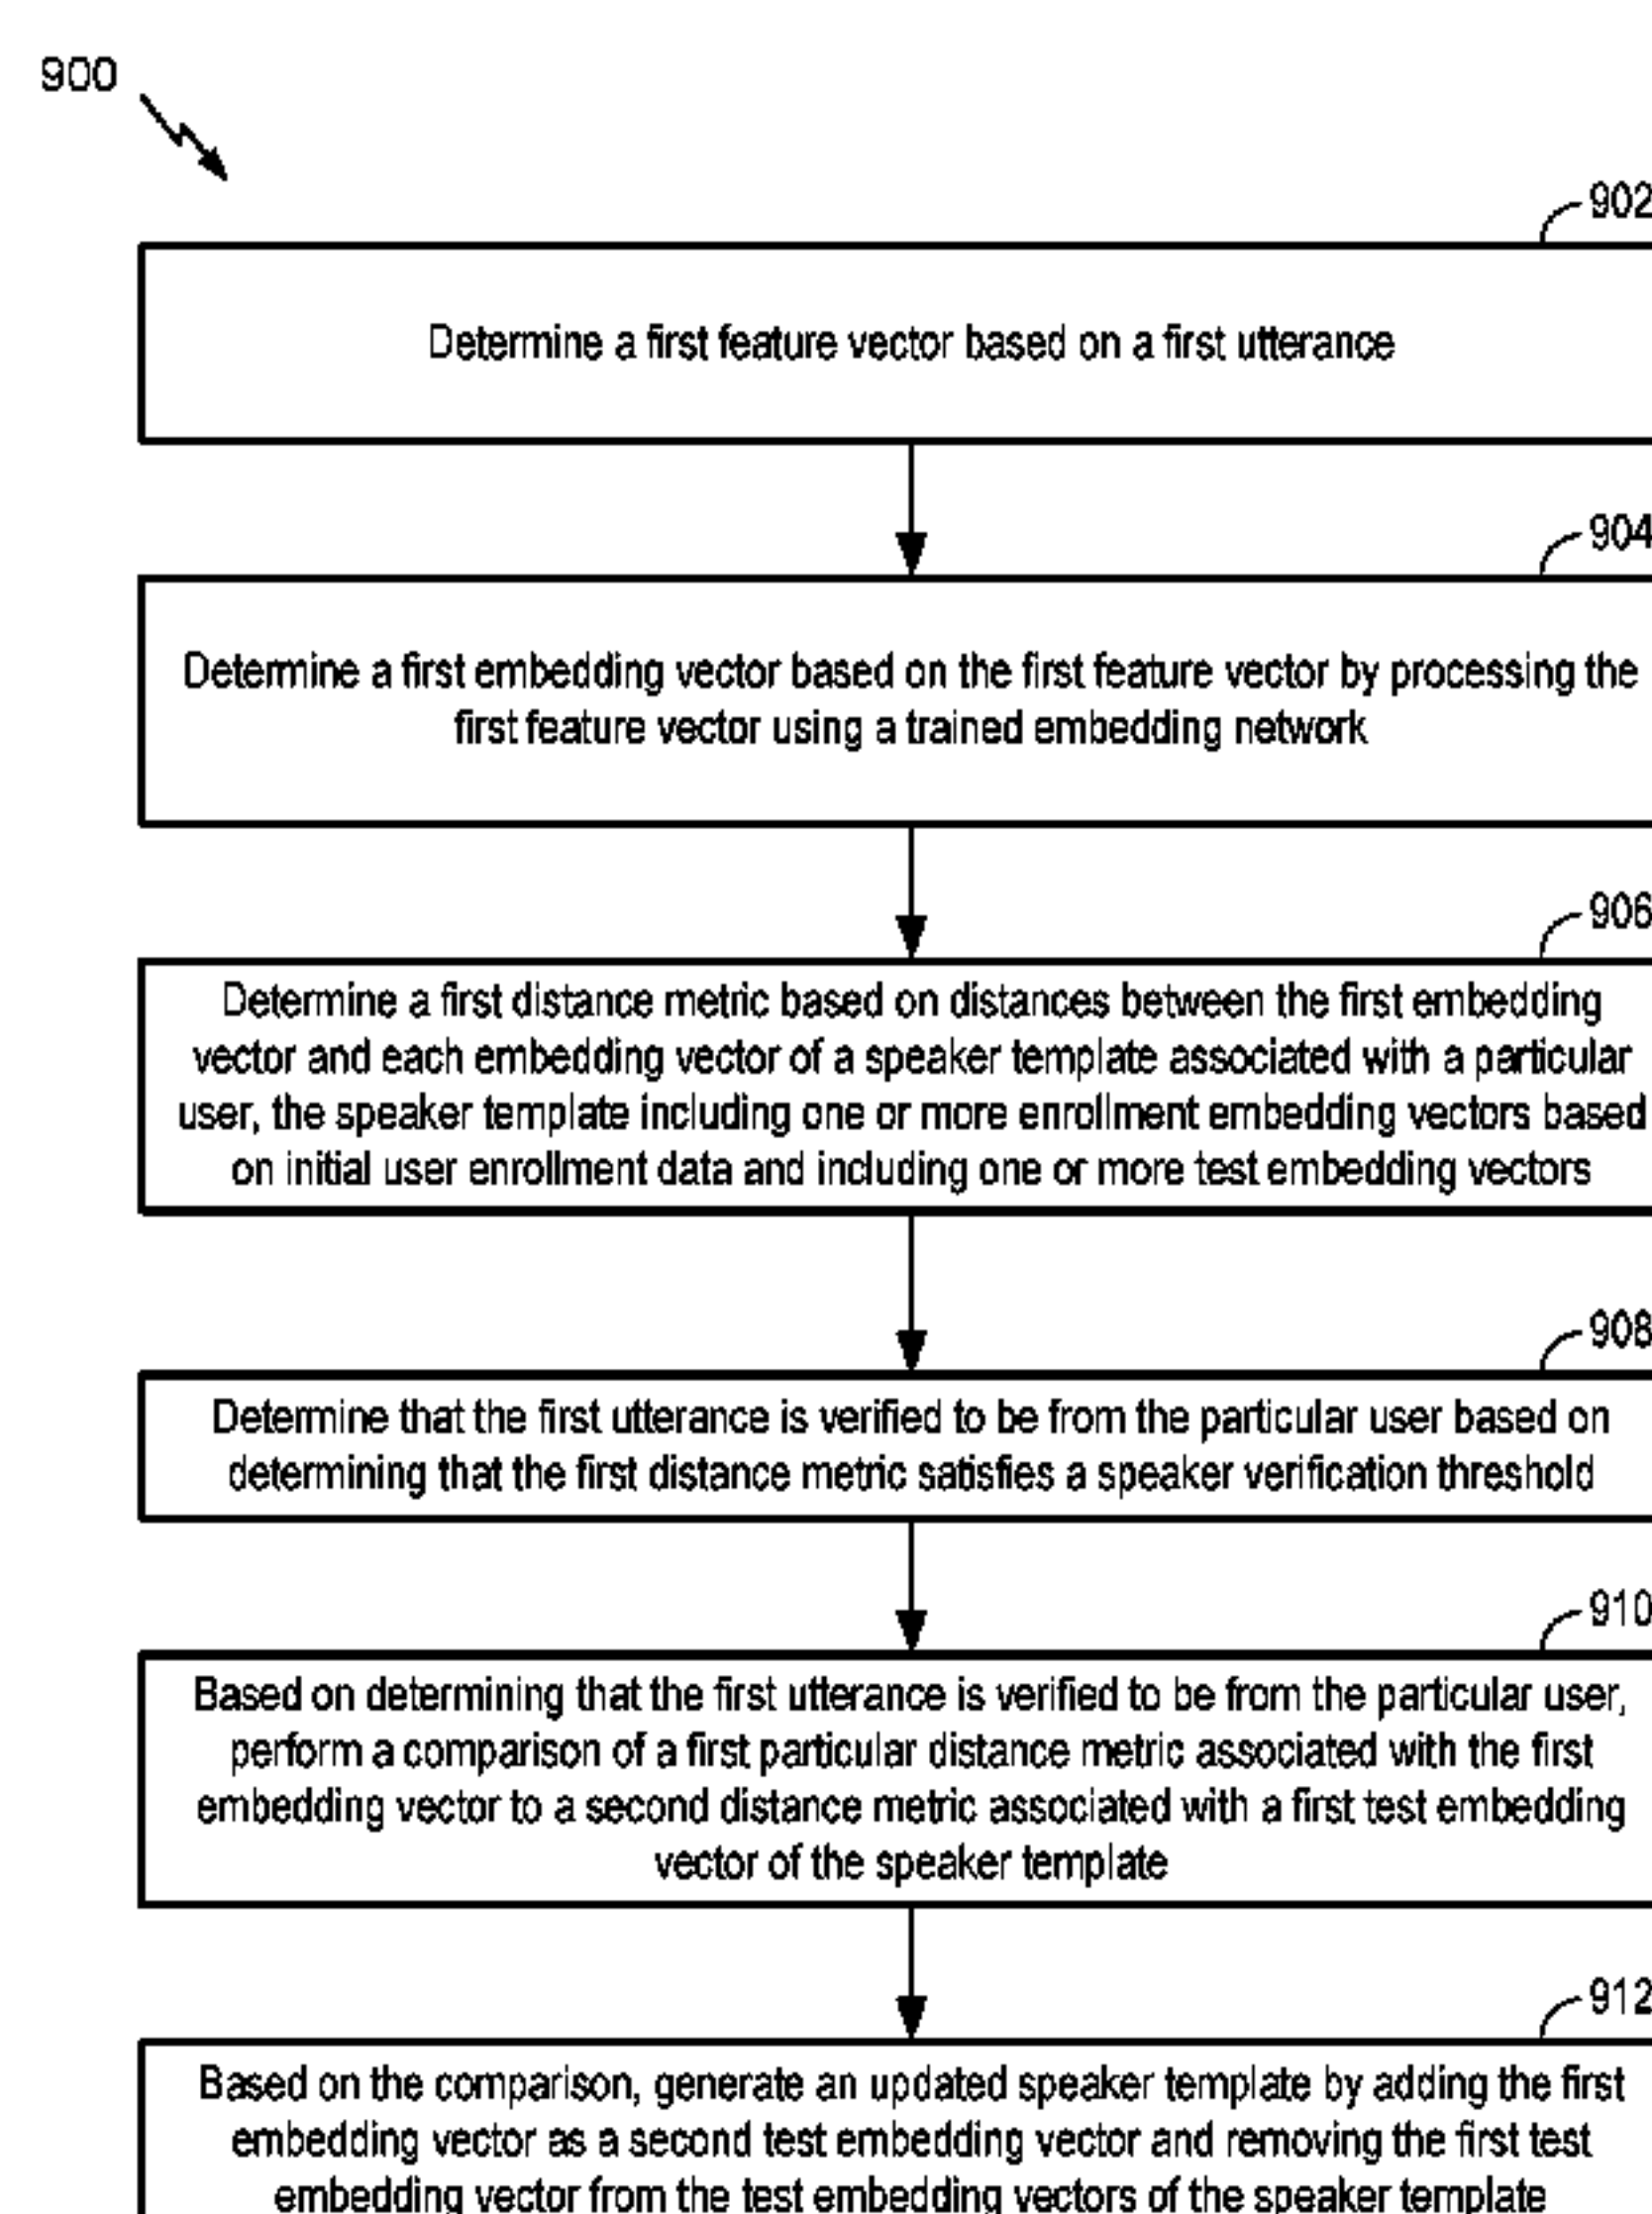 900
902
Determine a first feature vector based on a first utterance
904
Determine a first embedding vector based on the first feature vector by processing the
first feature vector using a trained embedding network
906
Determine a first distance metric based on distances between the first embedding
vector and each embedding vector of a speaker template associated with a particular
user, the speaker template including one or more enrollment embedding vectors based
on initial user enrollment data and including one or more test embedding vectors
908
Determine that the first utterance is verified to be from the particular user based on
determining that the first distance metric satisfies a speaker verification threshold
910
Based on determining that the first utterance is verified to be from the particular user,
perform a comparison of a first particular distance metric associated with the first
embedding vector to a second distance metric associated with a first test embedding
vector of the speaker template
912
Based on the comparison, generate an updated speaker template by adding the first
embedding vector as a second test embedding vector and removing the first test
embedding vector from the test embedding vectors of the speaker template